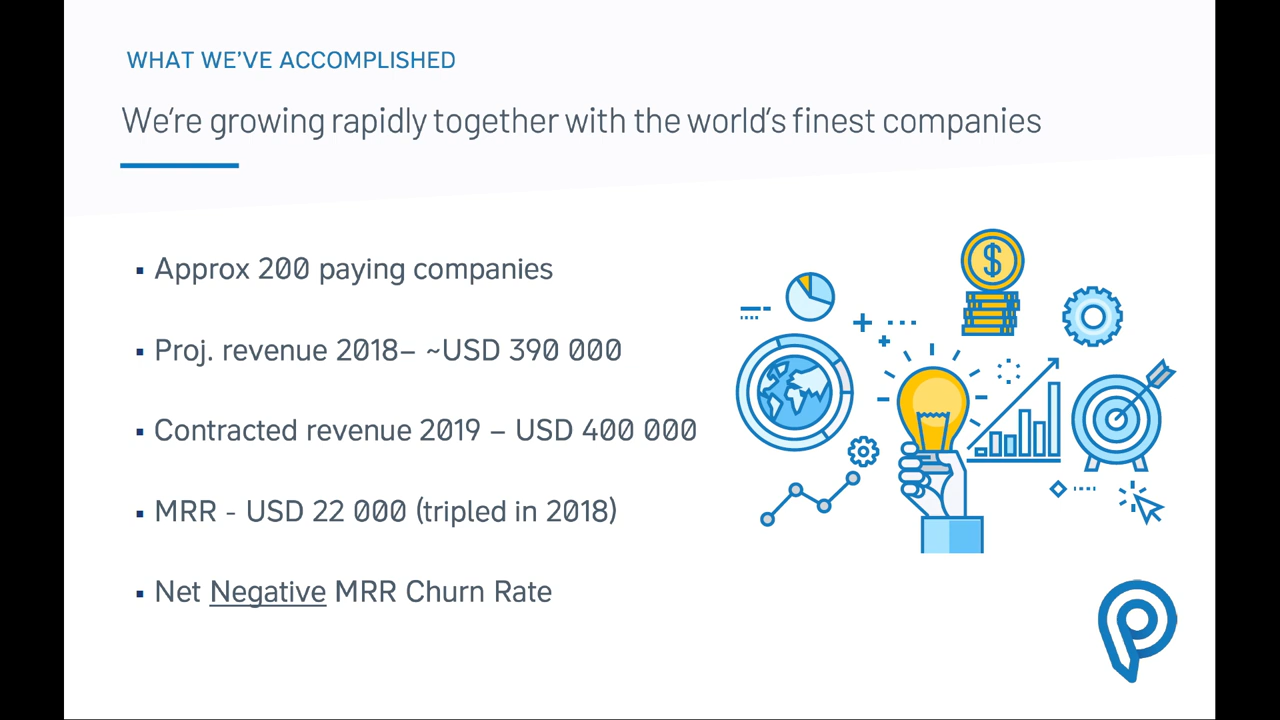 WHAT WE'VE ACCOMPLISHED
We're growing rapidly together with the world's finest companies
▪ Approx 200 paying companies
▪ Proj. revenue 2018– ~USD 390 000
▪ Contracted revenue 2019 – USD 400 000
▪ MRR - USD 22 000 (tripled in 2018)
▪ Net Negative MRR Churn Rate
$